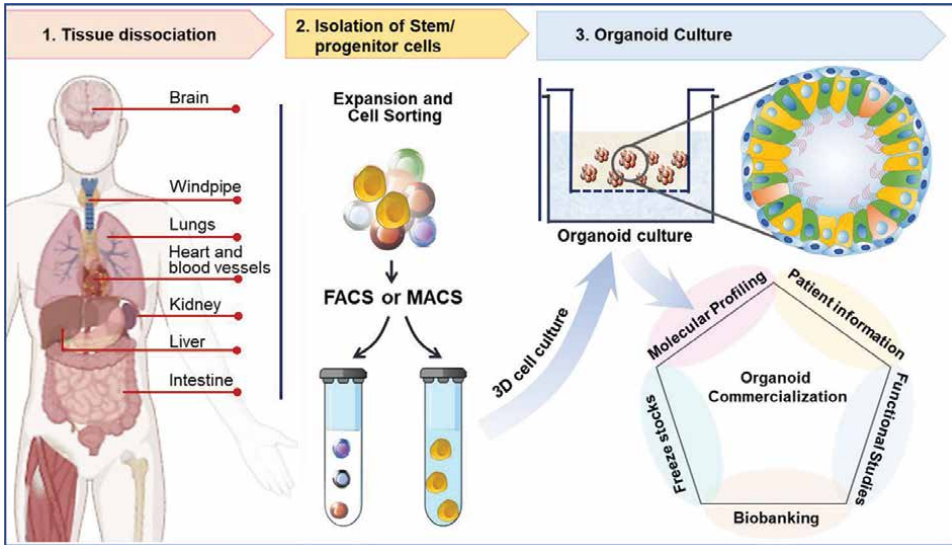 1. Tissue dissociation
2. Isolation of Stem/
progenitor cells
3. Organoid Culture
Brain
Windpipe
Lungs
Heart and
blood vessels
Kidney
Liver
Intestine
Expansion and
Cell Sorting
FACS or MACS
3D cell culture
Organoid culture
Molecular Profiling
Patient information
Organoid
Commercialization
Freeze stocks
Functional Studies
Biobanking